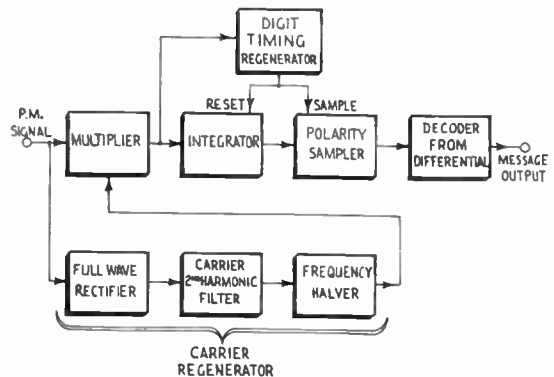 DIGIT
TIMING
REGENERATOR
RESET
SAMPLE
P.M.
SIGNAL
MULTIPLIER
INTEGRATOR
POLARITY
SAMPLER
DECODER
FROM
DIFFERENTIAL
MESSAGE
OUTPUT
FULL WAVE
RECTIFIER
CARRIER
2ND HARMONIC
FILTER
FREQUENCY
HALVER
CARRIER
REGENERATOR